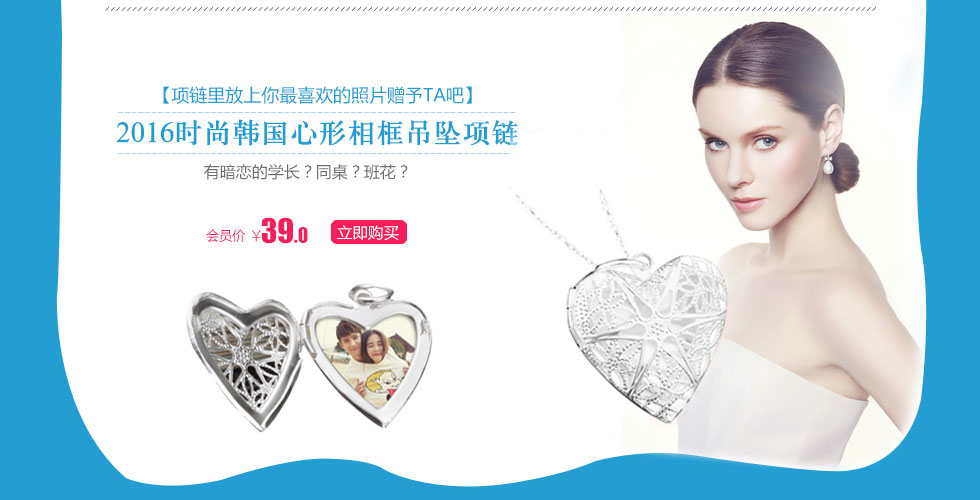 【项链里放上你最喜欢的照片赠予TA吧】
2016时尚韩国心形相框吊坠项链
有暗恋的学长？同桌？班花？
会员价 ¥39.0 立即购买